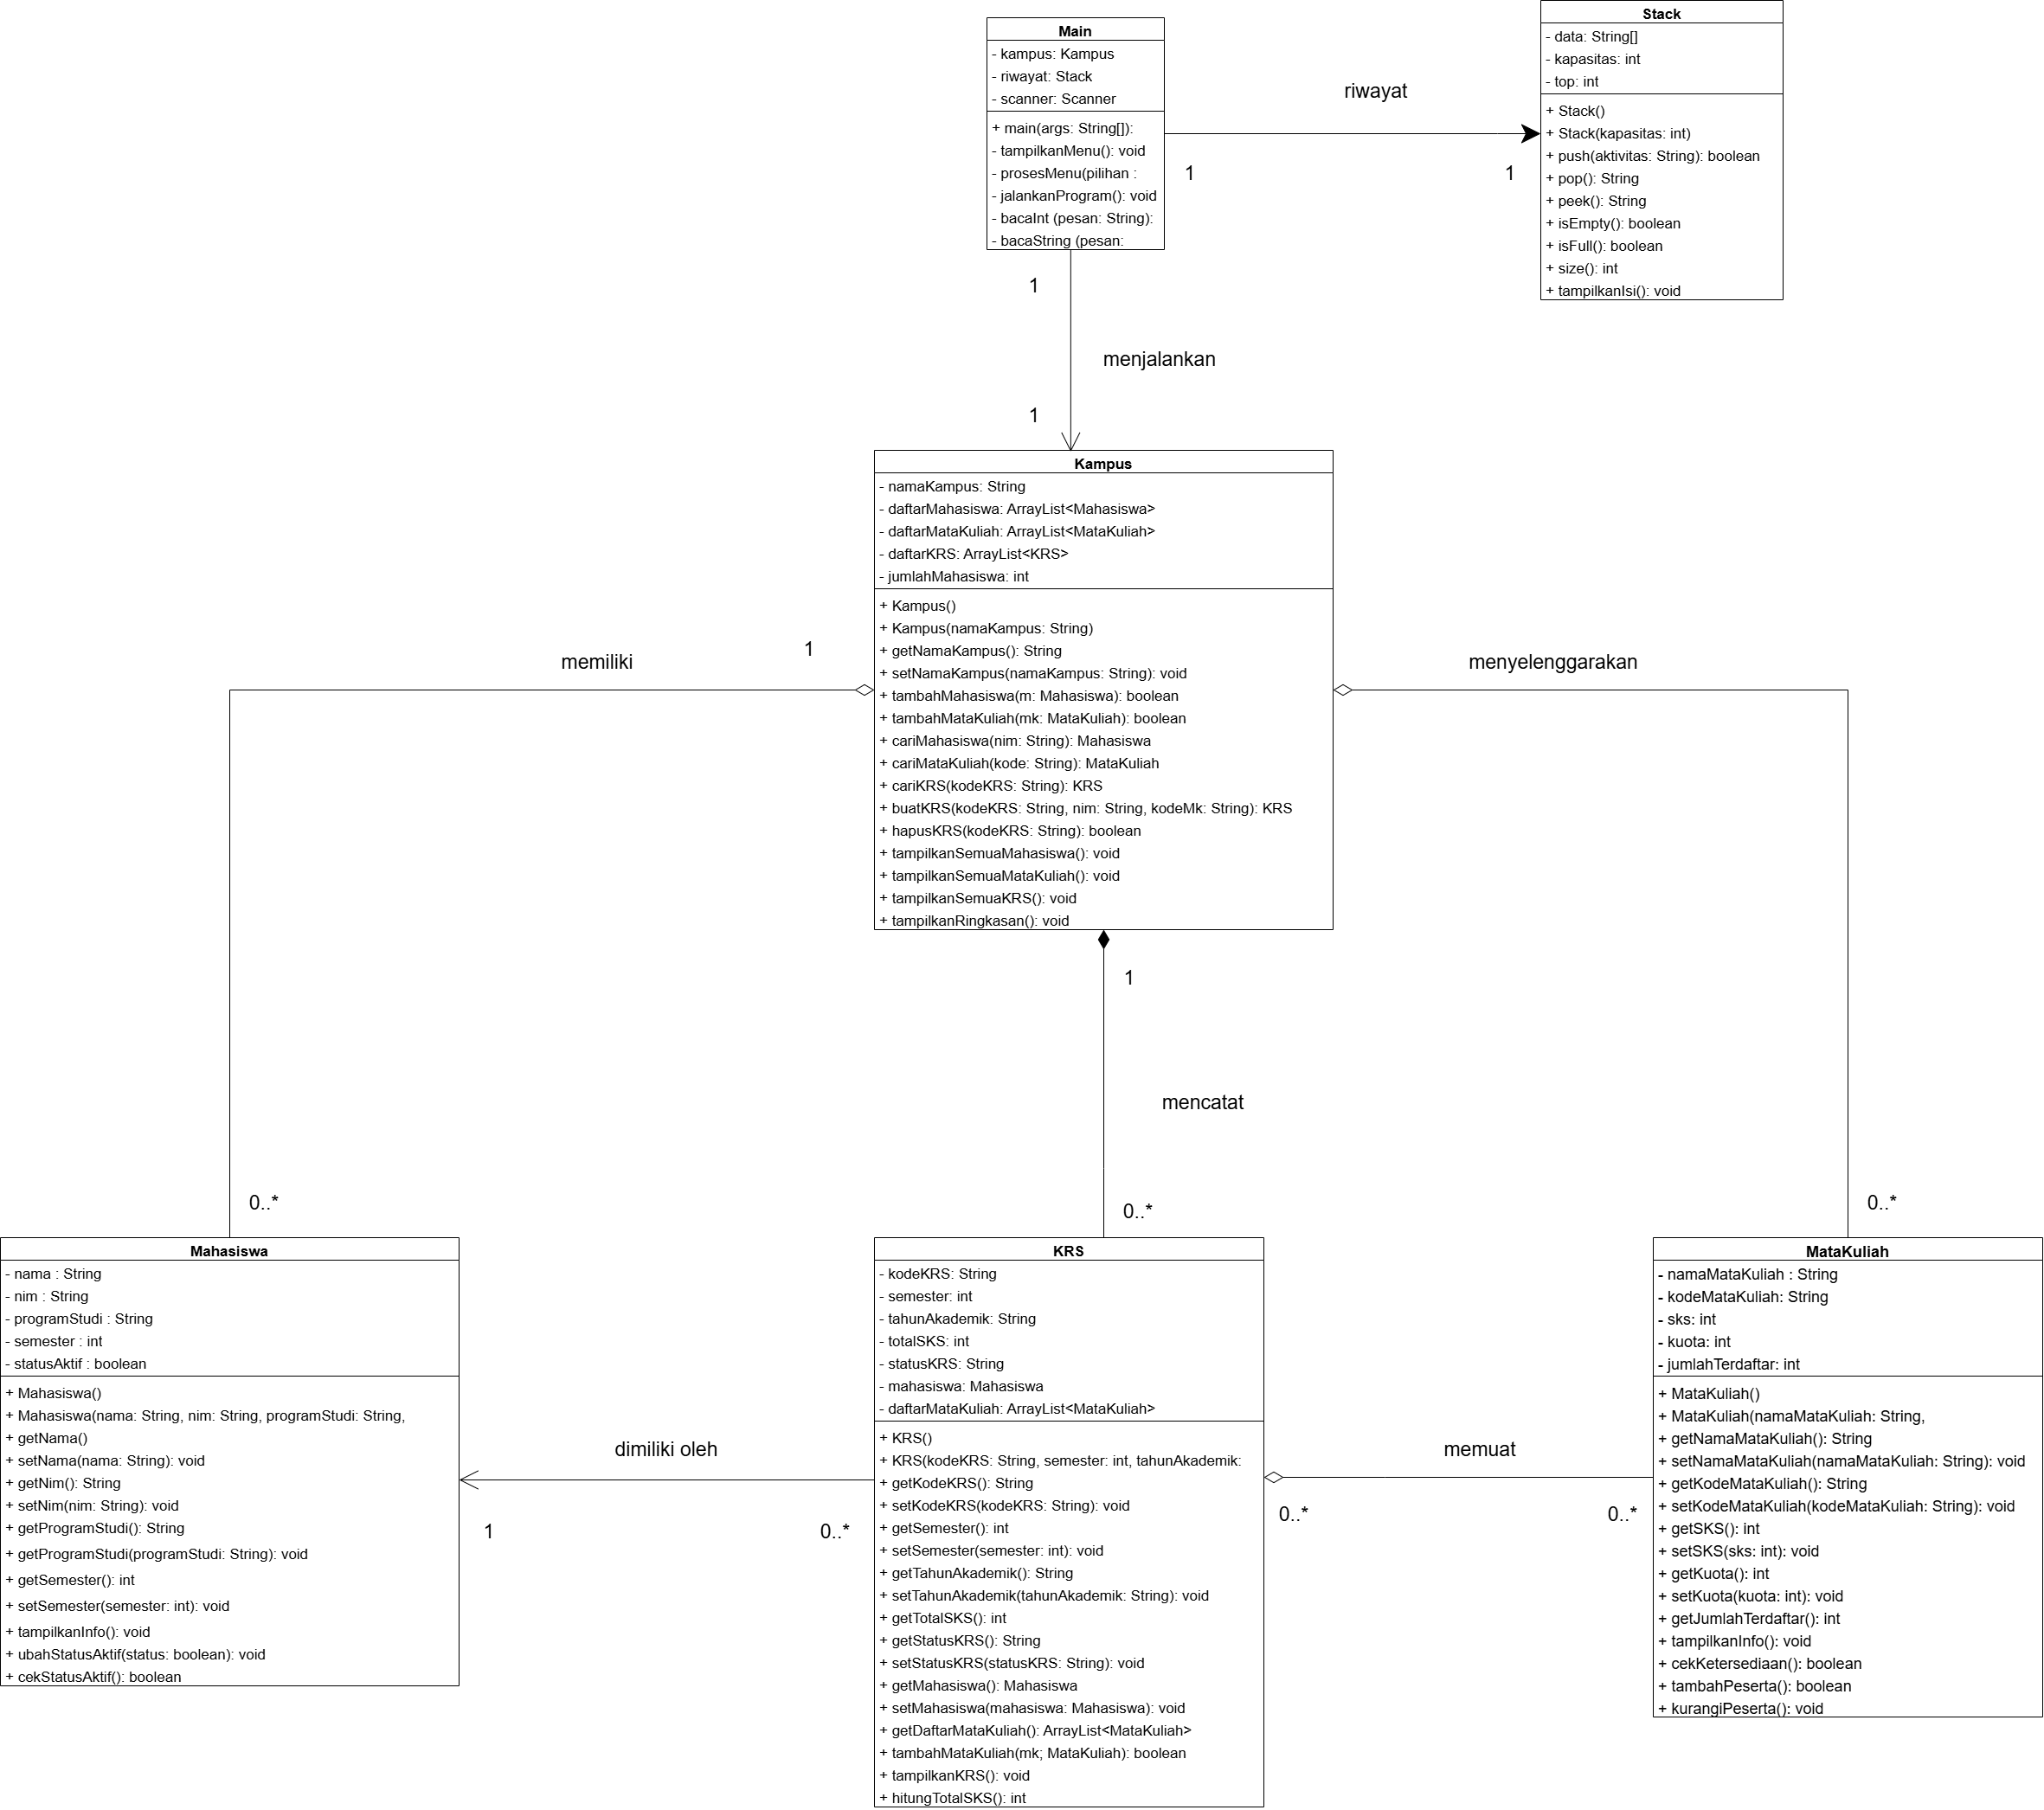 Main
- kampus: Kampus
- riwayat: Stack
- scanner: Scanner
+ main(args: String[]):
- tampilkanMenu(): void
- prosesMenu(pilihan :
- jalankanProgram(): void
- bacaInt (pesan: String):
- bacaString (pesan:
riwayat
1
1
Stack
- data: String[]
- kapasitas: int
- top: int
+ Stack()
+ Stack(kapasitas: int)
+ push(aktivitas: String): boolean
+ pop(): String
+ peek(): String
+ isEmpty(): boolean
+ isFull(): boolean
+ size(): int
+ tampilkanIsi(): void
1
menjalankan
1
Kampus
- namaKampus: String
- daftarMahasiswa: ArrayList<Mahasiswa>
- daftarMataKuliah: ArrayList<MataKuliah>
- daftarKRS: ArrayList<KRS>
- jumlahMahasiswa: int
+ Kampus()
+ Kampus(namaKampus: String)
+ getNamaKampus(): String
+ setNamaKampus(namaKampus: String): void
+ tambahMahasiswa(m: Mahasiswa): boolean
+ tambahMataKuliah(mk: MataKuliah): boolean
+ cariMahasiswa(nim: String): Mahasiswa
+ cariMataKuliah(kode: String): MataKuliah
+ cariKRS(kodeKRS: String): KRS
+ buatKRS(kodeKRS: String, nim: String, kodeMk: String): KRS
+ hapusKRS(kodeKRS: String): boolean
+ tampilkanSemuaMahasiswa(): void
+ tampilkanSemuaMataKuliah(): void
+ tampilkanSemuaKRS(): void
+ tampilkanRingkasan(): void
memiliki
1
menyelenggarakan
1
mencatat
0..*
0..*
0..*
Mahasiswa
- nama : String
- nim : String
- programStudi : String
- semester : int
- statusAktif : boolean
+ Mahasiswa()
+ Mahasiswa(nama: String, nim: String, programStudi: String,
+ getNama()
+ setNama(nama: String): void
+ getNim(): String
+ setNim(nim: String): void
+ getProgramStudi(): String
+ getProgramStudi(programStudi: String): void
+ getSemester(): int
+ setSemester(semester: int): void
+ tampilkanInfo(): void
+ ubahStatusAktif(status: boolean): void
+ cekStatusAktif(): boolean
dimiliki oleh
1
0..*
KRS
- kodeKRS: String
- semester: int
- tahunAkademik: String
- totalSKS: int
- statusKRS: String
- mahasiswa: Mahasiswa
- daftarMataKuliah: ArrayList<MataKuliah>
+ KRS()
+ KRS(kodeKRS: String, semester: int, tahunAkademik:
+ getKodeKRS(): String
+ setKodeKRS(kodeKRS: String): void
+ getSemester(): int
+ setSemester(semester: int): void
+ getTahunAkademik(): String
+ setTahunAkademik(tahunAkademik: String): void
+ getTotalSKS(): int
+ getStatusKRS(): String
+ setStatusKRS(statusKRS: String): void
+ getMahasiswa(): Mahasiswa
+ setMahasiswa(mahasiswa: Mahasiswa): void
+ getDaftarMataKuliah(): ArrayList<MataKuliah>
+ tambahMataKuliah(mk; MataKuliah): boolean
+ tampilkanKRS(): void
+ hitungTotalSKS(): int
memuat
0..*
0..*
MataKuliah
- namaMataKuliah : String
- kodeMataKuliah: String
- sks: int
- kuota: int
- jumlahTerdaftar: int
+ MataKuliah()
+ MataKuliah(namaMataKuliah: String,
+ getNamaMataKuliah(): String
+ setNamaMataKuliah(namaMataKuliah: String): void
+ getKodeMataKuliah(): String
+ setKodeMataKuliah(kodeMataKuliah: String): void
+ getSKS(): int
+ setSKS(sks: int): void
+ getKuota(): int
+ setKuota(kuota: int): void
+ getJumlahTerdaftar(): int
+ tampilkanInfo(): void
+ cekKetersediaan(): boolean
+ tambahPeserta(): boolean
+ kurangiPeserta(): void